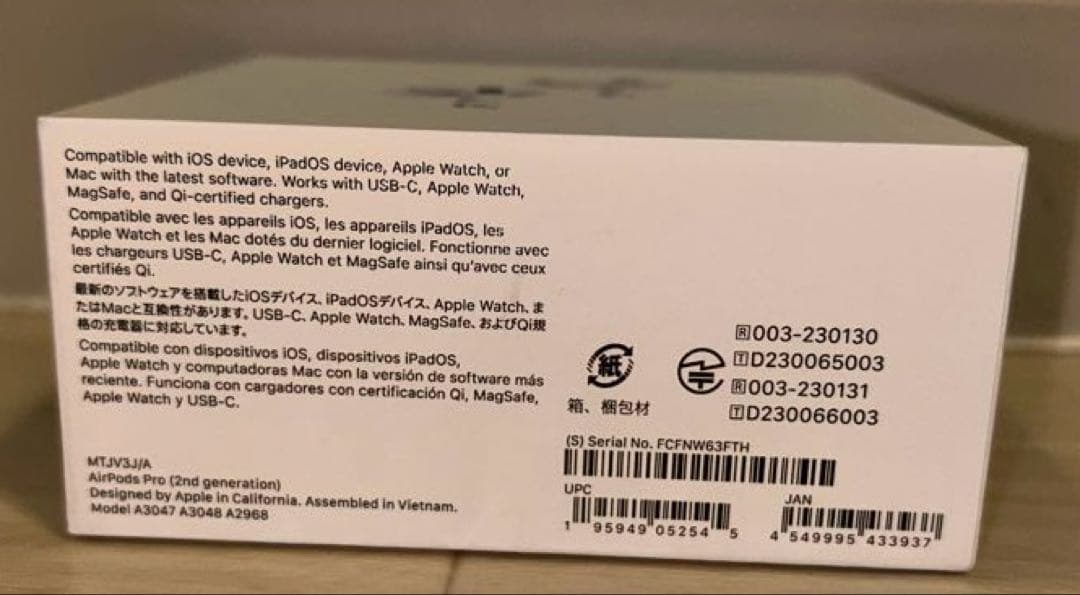 Compatible with iOS device, iPadOS device, Apple Watch, or
Mac with the latest software. Works with USB-C, Apple Watch,
MagSafe, and Qi-certified chargers.
Compatible avec les appareils iOS, les appareils iPadOS, les
Apple Watch et les Mac dotés du dernier logiciel. Fonctionne avec
les chargeurs USB-C, Apple Watch et MagSafe ainsi qu'avec ceux
certifiés Qi.
最新のソフトウェアを搭載したiOSデバイス、iPadOSデバイス、Apple Watch、ま
たはMacと互換性があります。USB-C、Apple Watch、MagSafe、およびQi規
格の充電器に対応しています。
Compatible con dispositivos iOS, dispositivos iPadOS,
Apple Watch y computadoras Mac con la versión de software más
reciente. Funciona con cargadores con certificación Qi, MagSafe,
Apple Watch y USB-C.
MTJV3J/A
AirPods Pro (2nd generation)
Designed by Apple in California. Assembled in Vietnam.
Model A3047 A3048 A2968
紙
箱、梱包材
R 003-230130
T D230065003
R 003-230131
T D230066003
(S) Serial No. FCFNW63FTH
UPC
1 95949 05254 5
JAN
4 549995 433937